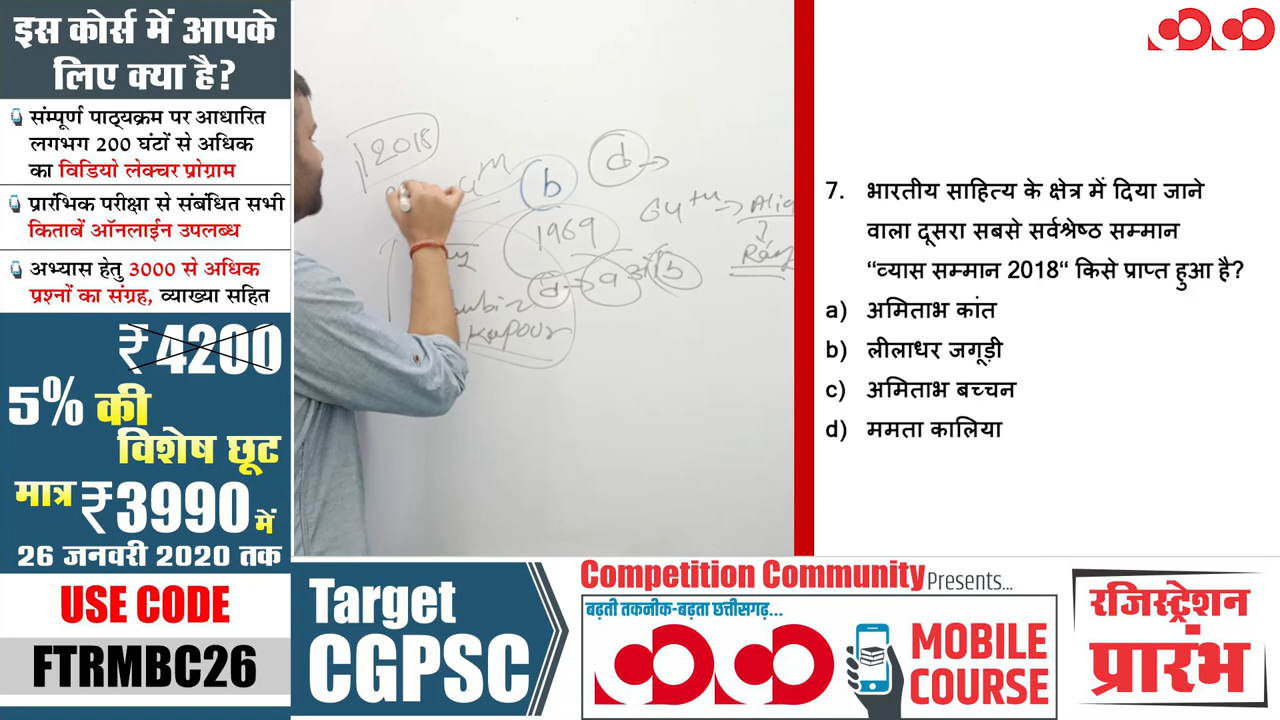 इस कोर्स में आपके
लिए क्या है?
संपूर्ण पाठ्यक्रम पर आधारित
लगभग 200 घंटों से अधिक
का विडियो लेक्चर प्रोग्राम
प्रारंभिक परीक्षा से संबंधित सभी
किताबें ऑनलाईन उपलब्ध
अभ्यास हेतु 3000 से अधिक
प्रश्नों का संग्रह, व्याख्या सहित
₹4200
5% की
विशेष छूट
मात्र ₹3990 में
26 जनवरी 2020 तक
USE CODE
FTRMBC26
2018
b
d
1969
64th
d → a
b
Kapoor
7. भारतीय साहित्य के क्षेत्र में दिया जाने
वाला दूसरा सबसे सर्वश्रेष्ठ सम्मान
“व्यास सम्मान 2018“ किसे प्राप्त हुआ है?
a) अमिताभ कांत
b) लीलाधर जगूड़ी
c) अमिताभ बच्चन
d) ममता कालिया
Target
CGPSC
Competition Community Presents...
बढ़ती तकनीक-बढ़ता छत्तीसगढ़...
MOBILE
COURSE
रजिस्ट्रेशन
प्रारंभ